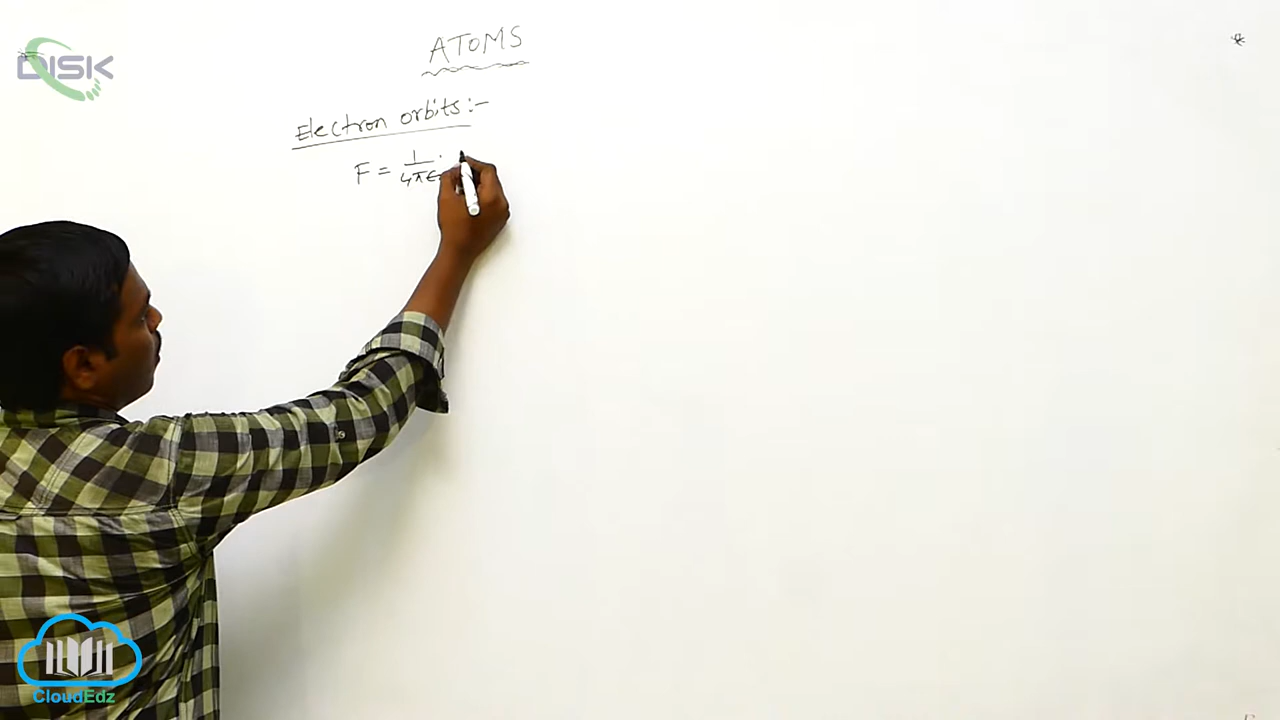 DISK
ATOMS
Electron orbits :-
F = 1/4πε
CloudEdz